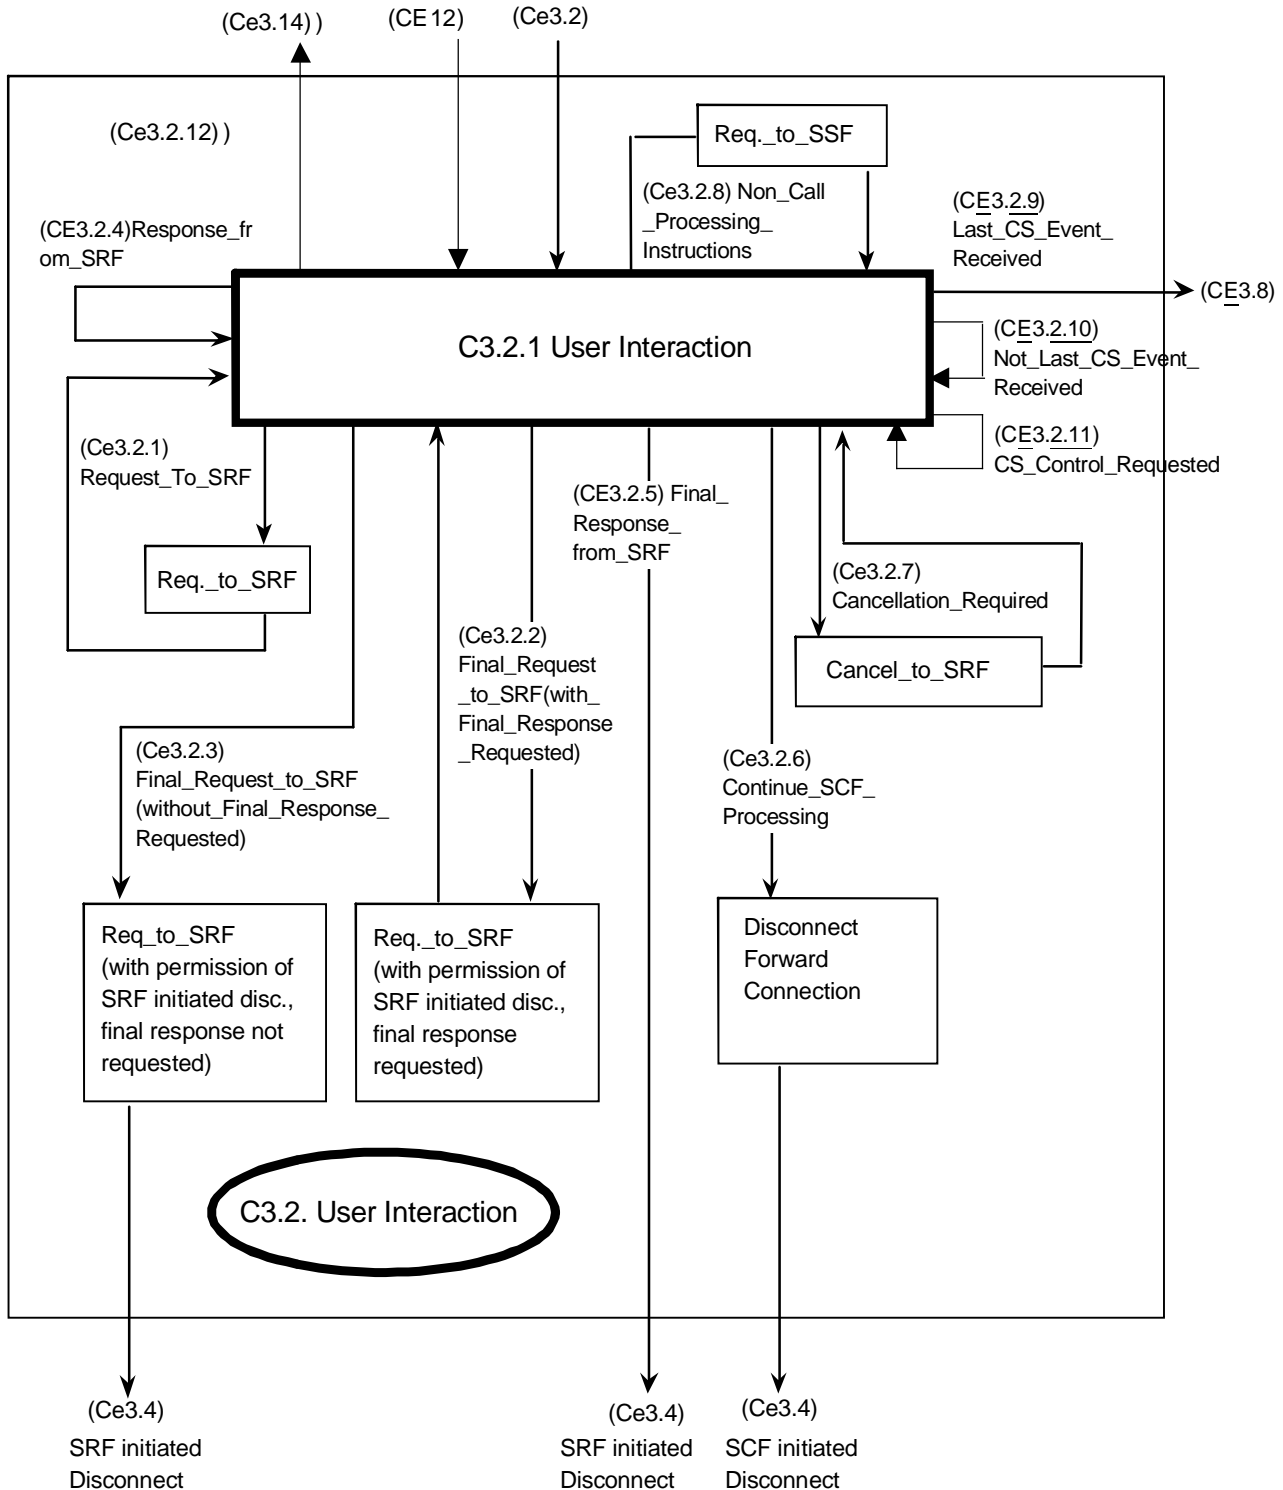 (Ce3.14) )
(CE12)
(Ce3.2)
(Ce3.2.12) )
Req._to_SSF
(Ce3.2.8) Non_Call
_Processing_
Instructions
(CE3.2.9)
Last_CS_Event_
Received
(CE3.2.4)Response_fr
om_SRF
(CE3.8)
C3.2.1 User Interaction
(CE3.2.10)
Not_Last_CS_Event_
Received
(Ce3.2.1)
Request_To_SRF
(CE3.2.11)
CS_Control_Requested
(CE3.2.5) Final_
Response_
from_SRF
Req._to_SRF
(Ce3.2.7)
Cancellation_Required
(Ce3.2.2)
Final_Request
_to_SRF(with_
Final_Response
_Requested)
Cancel_to_SRF
(Ce3.2.3)
Final_Request_to_SRF
(without_Final_Response_
Requested)
(Ce3.2.6)
Continue_SCF_
Processing
Req_to_SRF
(with permission of
SRF initiated disc.,
final response not
requested)
Req._to_SRF
(with permission of
SRF initiated disc.,
final response
requested)
Disconnect
Forward
Connection
C3.2. User Interaction
(Ce3.4)
SRF initiated
Disconnect
(Ce3.4)
SRF initiated
Disconnect
(Ce3.4)
SCF initiated
Disconnect